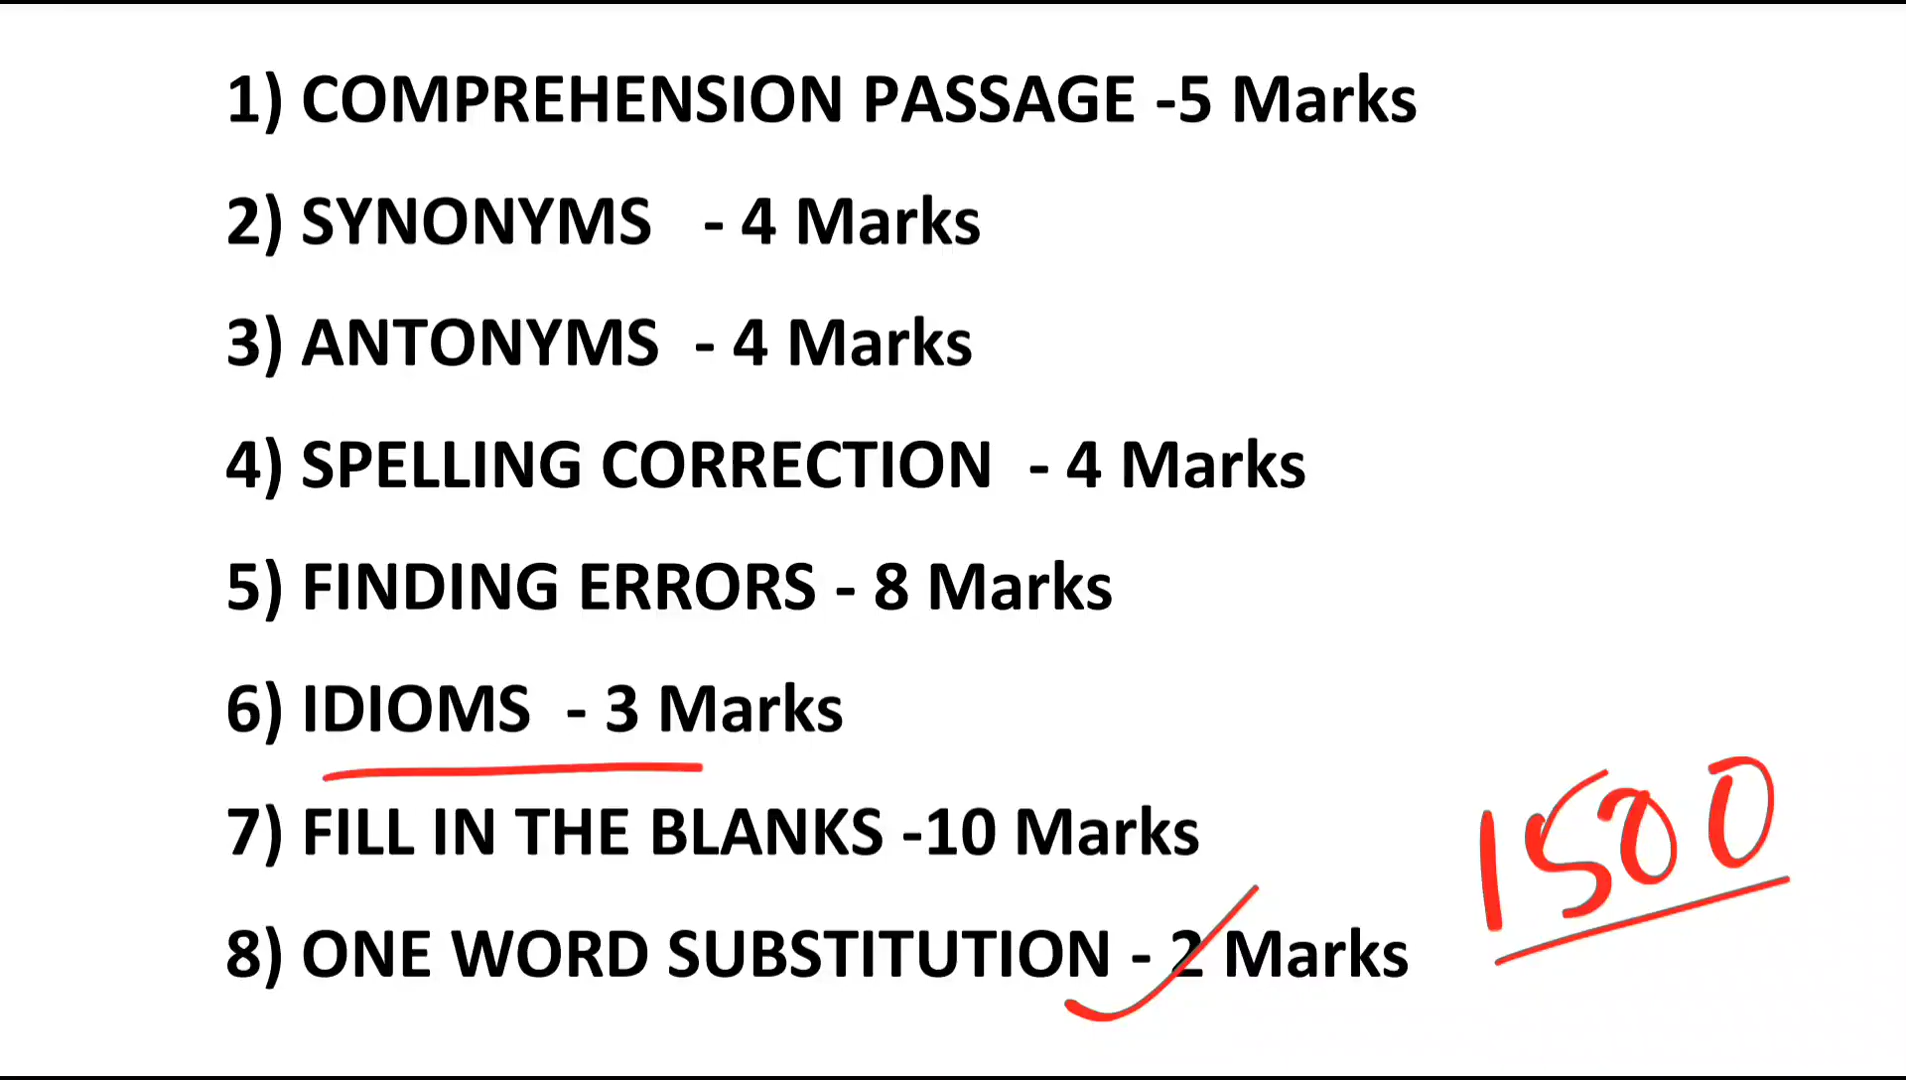 1) COMPREHENSION PASSAGE -5 Marks
2) SYNONYMS - 4 Marks
3) ANTONYMS - 4 Marks
4) SPELLING CORRECTION - 4 Marks
5) FINDING ERRORS - 8 Marks
6) IDIOMS - 3 Marks
7) FILL IN THE BLANKS -10 Marks
1500
8) ONE WORD SUBSTITUTION - 2 Marks